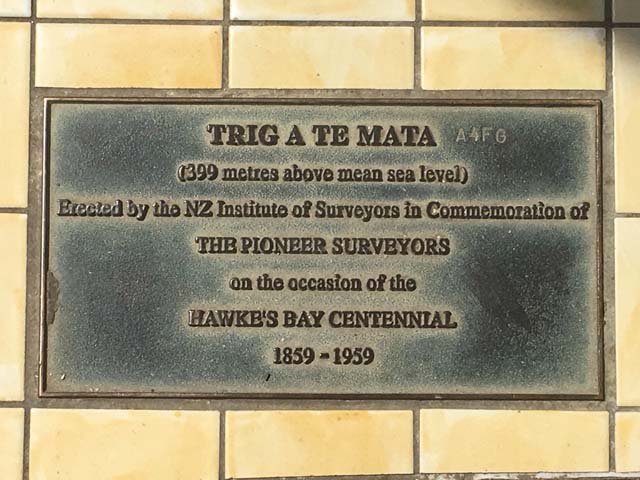 TRIG A TE MATA A4FG
(399 metres above mean sea level)
Erected by the NZ Institute of Surveyors in Commemoration of
THE PIONEER SURVEYORS
on the occasion of the
HAWKE'S BAY CENTENNIAL
1859 - 1959